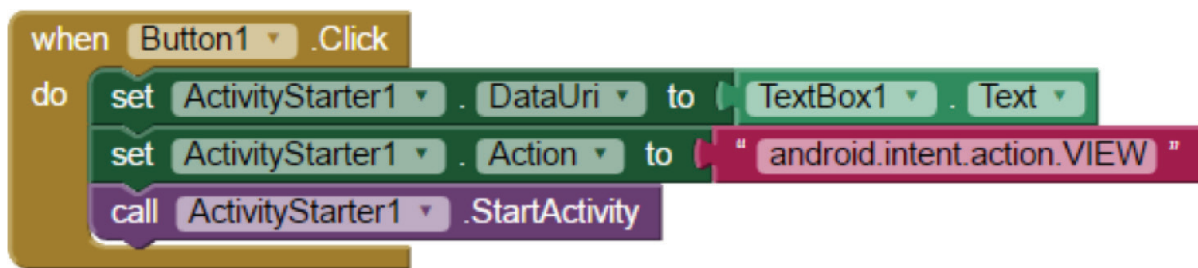 when Button1 .Click
do set ActivityStarter1 . DataUri to TextBox1 . Text
set ActivityStarter1 . Action to “ android.intent.action.VIEW ”
call ActivityStarter1 .StartActivity